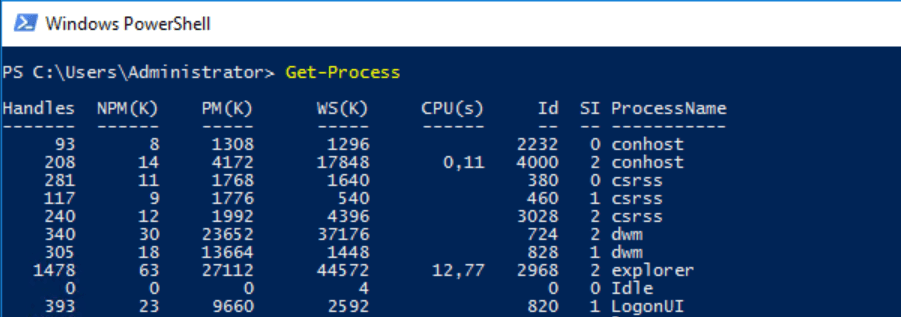 Windows PowerShell
PS C:\Users\Administrator> Get-Process
Handles NPM(K) PM(K) WS(K) CPU(s) Id SI ProcessName
------- ------ ----- ----- ------ -- -- -----------
93 8 1308 1296 2232 0 conhost
208 14 4172 17848 0,11 4000 2 conhost
281 11 1768 1640 380 0 csrss
117 9 1776 540 460 1 csrss
240 12 1992 4396 3028 2 csrss
340 30 23652 37176 724 2 dwm
305 18 13664 1448 828 1 dwm
1478 63 27112 44572 12,77 2968 2 explorer
0 0 0 4 0 0 Idle
393 23 9660 2592 820 1 LogonUI